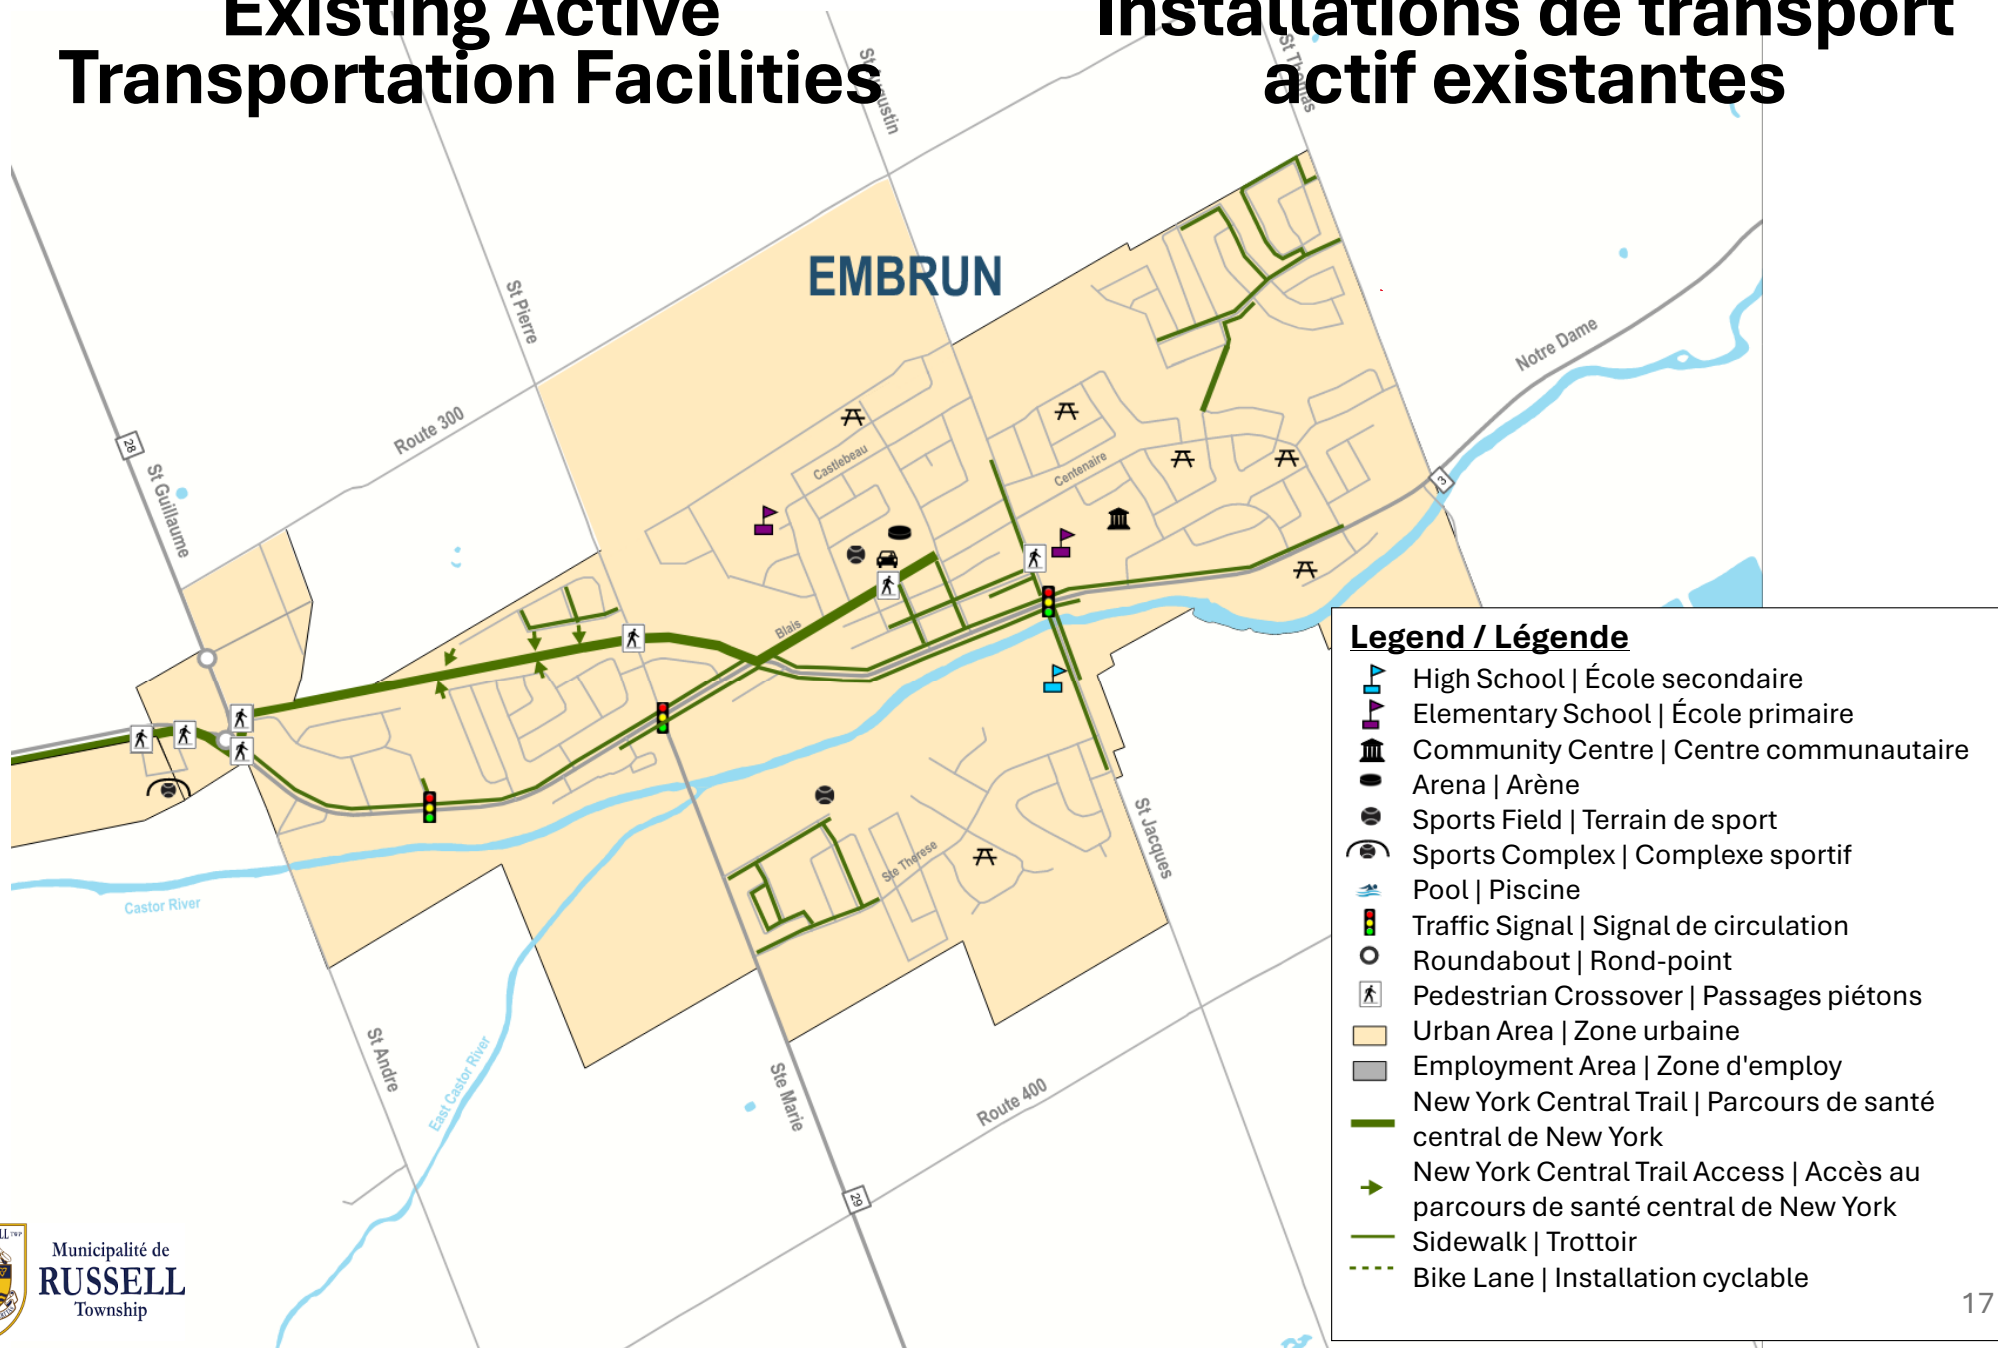 Existing Active
Transportation Facilities
Installations de transport
actif existantes
St Augustin
St Thomas
EMBRUN
St Pierre
Notre Dame
Route 300
28
St Guillaume
Castlebeau
Centenaire
3
Blais
Castor River
St Jacques
Ste Therese
St Andre
East Castor River
Ste Marie
Route 400
29
Legend / Légende
High School | École secondaire
Elementary School | École primaire
Community Centre | Centre communautaire
Arena | Arène
Sports Field | Terrain de sport
Sports Complex | Complexe sportif
Pool | Piscine
Traffic Signal | Signal de circulation
Roundabout | Rond-point
Pedestrian Crossover | Passages piétons
Urban Area | Zone urbaine
Employment Area | Zone d'employ
New York Central Trail | Parcours de santé
central de New York
New York Central Trail Access | Accès au
parcours de santé central de New York
Sidewalk | Trottoir
Bike Lane | Installation cyclable
Municipalité de
RUSSELL
Township
17